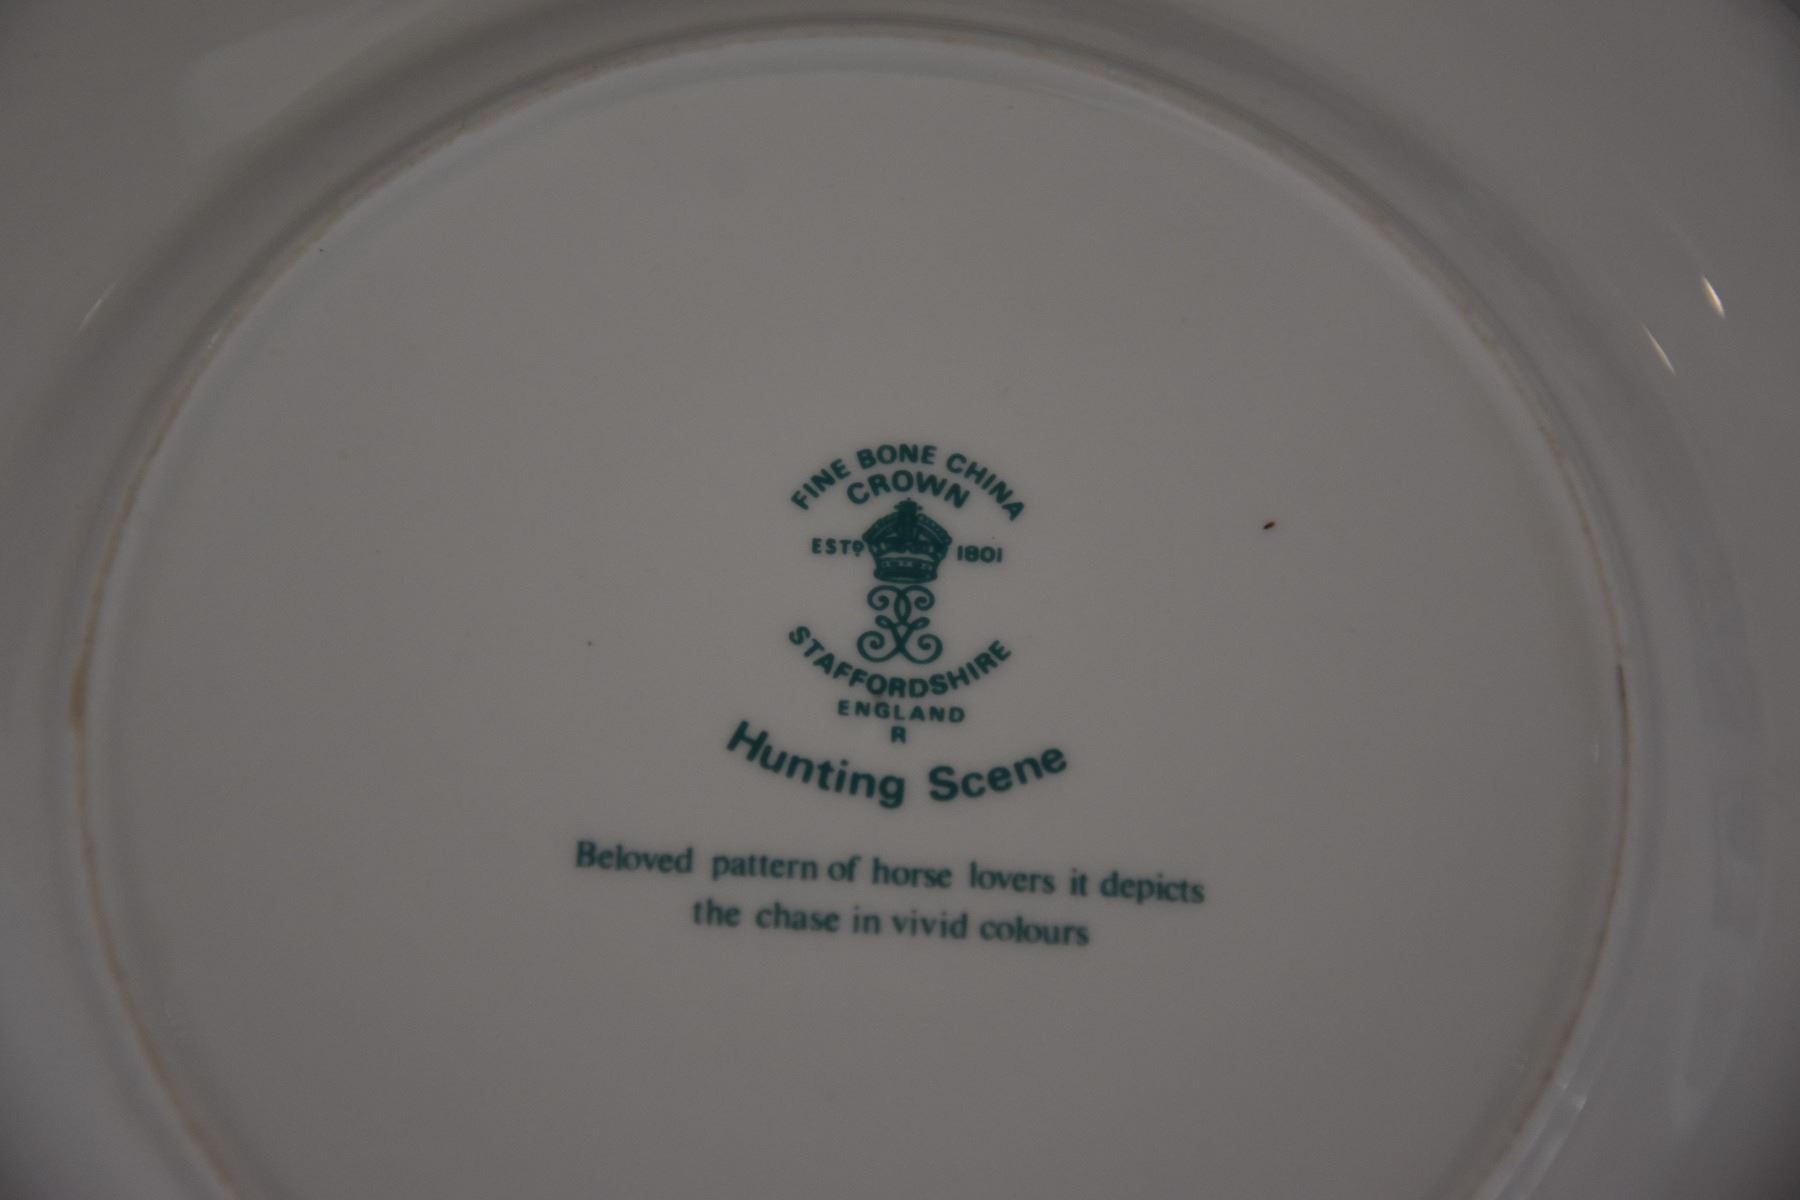 FINE BONE CHINA
CROWN
ESTD 1801
STAFFORDSHIRE
ENGLAND
R
Hunting Scene
Beloved pattern of horse lovers it depicts
the chase in vivid colours